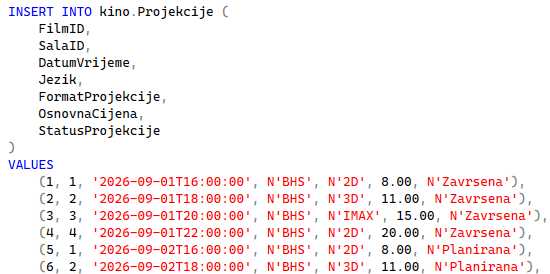 INSERT INTO kino.Projekcije (
    FilmID,
    SalaID,
    DatumVrijeme,
    Jezik,
    FormatProjekcije,
    OsnovnaCijena,
    StatusProjekcije
)
VALUES
    (1, 1, '2026-09-01T16:00:00', N'BHS', N'2D', 8.00, N'Zavrsena'),
    (2, 2, '2026-09-01T18:00:00', N'BHS', N'3D', 11.00, N'Zavrsena'),
    (3, 3, '2026-09-01T20:00:00', N'BHS', N'IMAX', 15.00, N'Zavrsena'),
    (4, 4, '2026-09-01T22:00:00', N'BHS', N'2D', 20.00, N'Zavrsena'),
    (5, 1, '2026-09-02T16:00:00', N'BHS', N'2D', 8.00, N'Planirana'),
    (6, 2, '2026-09-02T18:00:00', N'BHS', N'3D', 11.00, N'Planirana'),